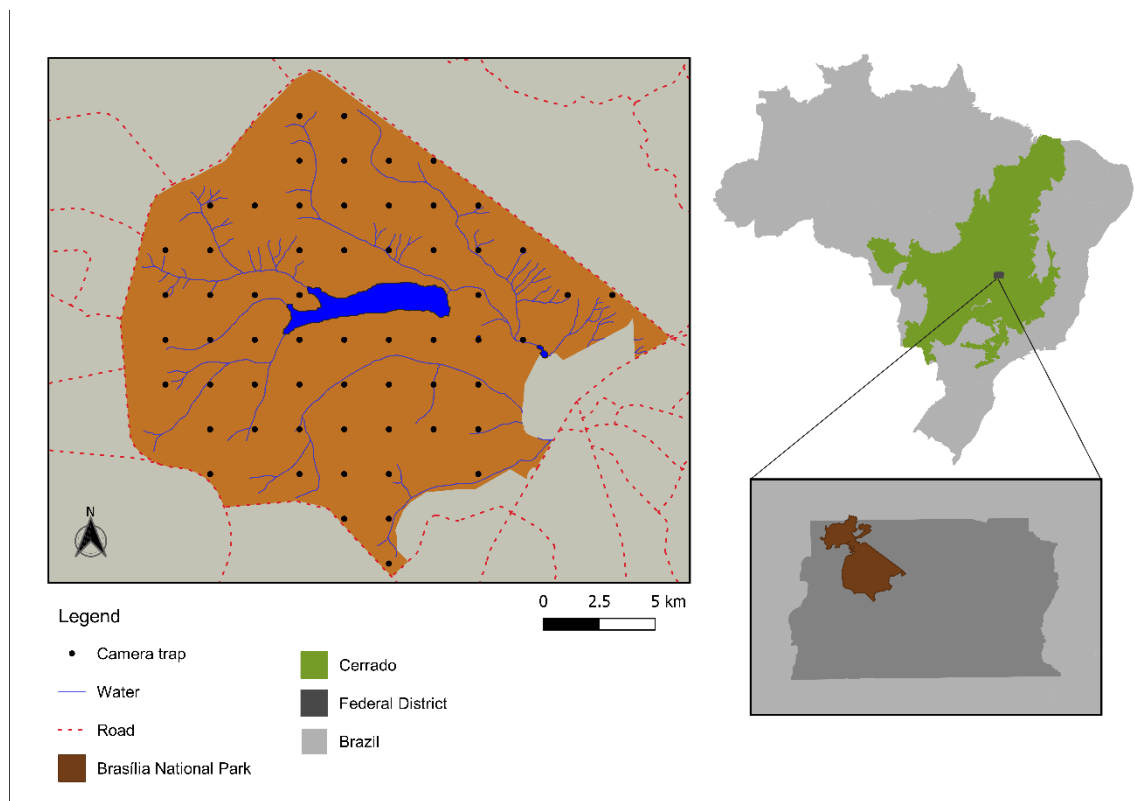 N
0 2.5 5 km
Legend
Camera trap
Water
Road
Brasília National Park
Cerrado
Federal District
Brazil